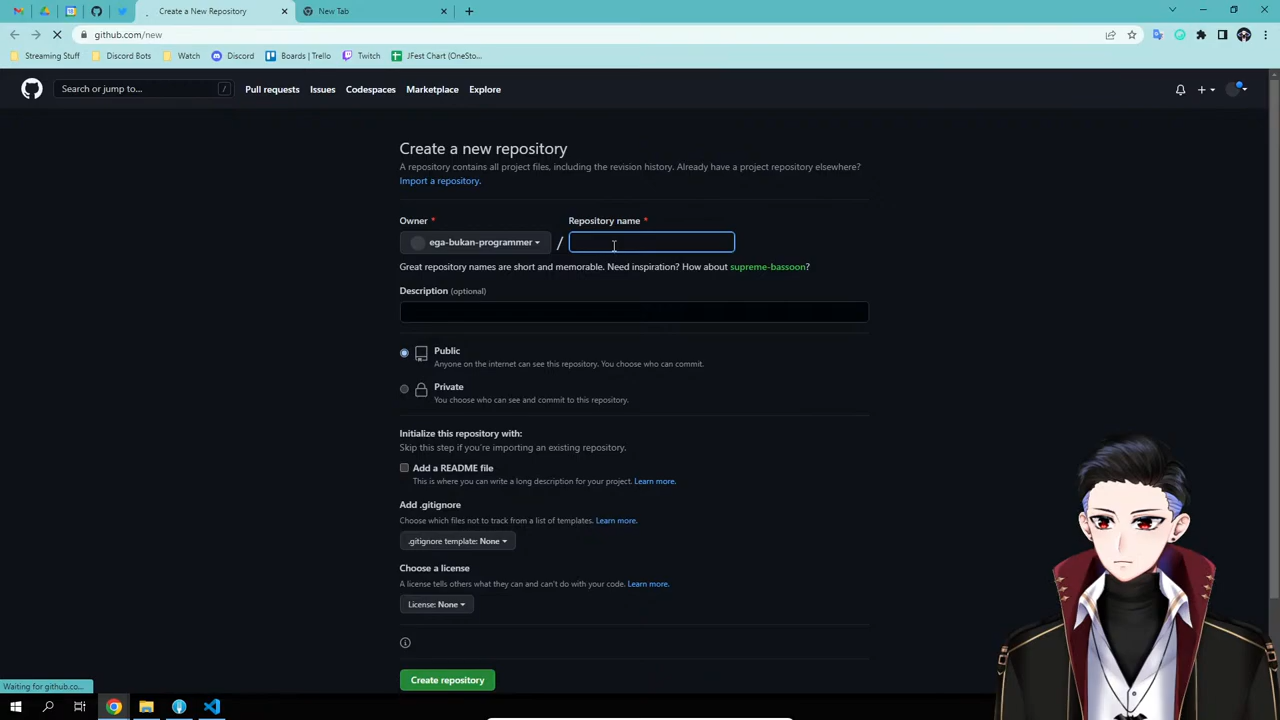 Create a New Repository
New Tab
github.com/new
Streaming Stuff
Discord Bots
Watch
Discord
Boards | Trello
Twitch
JFest Chart (OneSto...
Search or jump to...
/
Pull requests
Issues
Codespaces
Marketplace
Explore
Create a new repository
A repository contains all project files, including the revision history. Already have a project repository elsewhere?
Import a repository.
Owner *
Repository name *
ega-bukan-programmer
/
Great repository names are short and memorable. Need inspiration? How about supreme-bassoon?
Description (optional)
Public
Anyone on the internet can see this repository. You choose who can commit.
Private
You choose who can see and commit to this repository.
Initialize this repository with:
Skip this step if you're importing an existing repository.
Add a README file
This is where you can write a long description for your project. Learn more.
Add .gitignore
Choose which files not to track from a list of templates. Learn more.
.gitignore template: None
Choose a license
A license tells others what they can and can't do with your code. Learn more.
License: None
Create repository
Waiting for github.co...